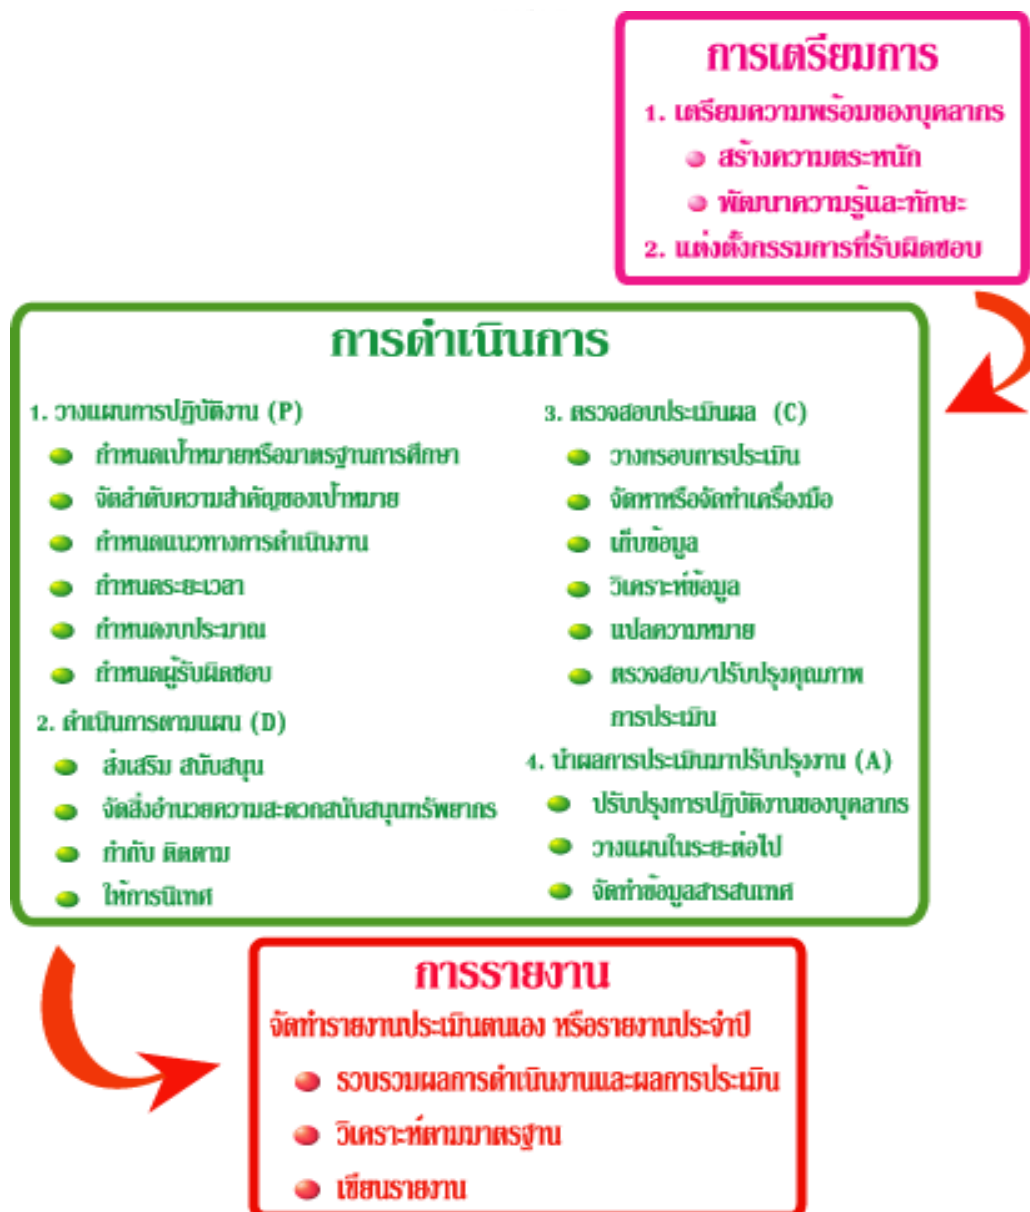 การเตรียมการ
1. เตรียมความพร้อมของบุคลากร
สร้างความตระหนัก
พัฒนาความรู้และทักษะ
2. แต่งตั้งกรรมการที่รับผิดชอบ
การดำเนินการ
1. วางแผนการปฏิบัติงาน (P)
กำหนดเป้าหมายหรือมาตรฐานการศึกษา
จัดลำดับความสำคัญของเป้าหมาย
กำหนดแนวทางการดำเนินงาน
กำหนดระยะเวลา
กำหนดงบประมาณ
กำหนดผู้รับผิดชอบ
2. ดำเนินการตามแผน (D)
ส่งเสริม สนับสนุน
จัดสิ่งอำนวยความสะดวกสนับสนุนทรัพยากร
กำกับ ติดตาม
ให้การนิเทศ
3. ตรวจสอบประเมินผล (C)
วางกรอบการประเมิน
จัดหาหรือจัดทำเครื่องมือ
เก็บข้อมูล
วิเคราะห์ข้อมูล
แปลความหมาย
ตรวจสอบ/ปรับปรุงคุณภาพ
การประเมิน
4. นำผลการประเมินมาปรับปรุงงาน (A)
ปรับปรุงการปฏิบัติงานของบุคลากร
วางแผนในระยะต่อไป
จัดทำข้อมูลสารสนเทศ
การรายงาน
จัดทำรายงานประเมินตนเอง หรือรายงานประจำปี
รวบรวมผลการดำเนินงานและผลการประเมิน
วิเคราะห์ตามมาตรฐาน
เขียนรายงาน